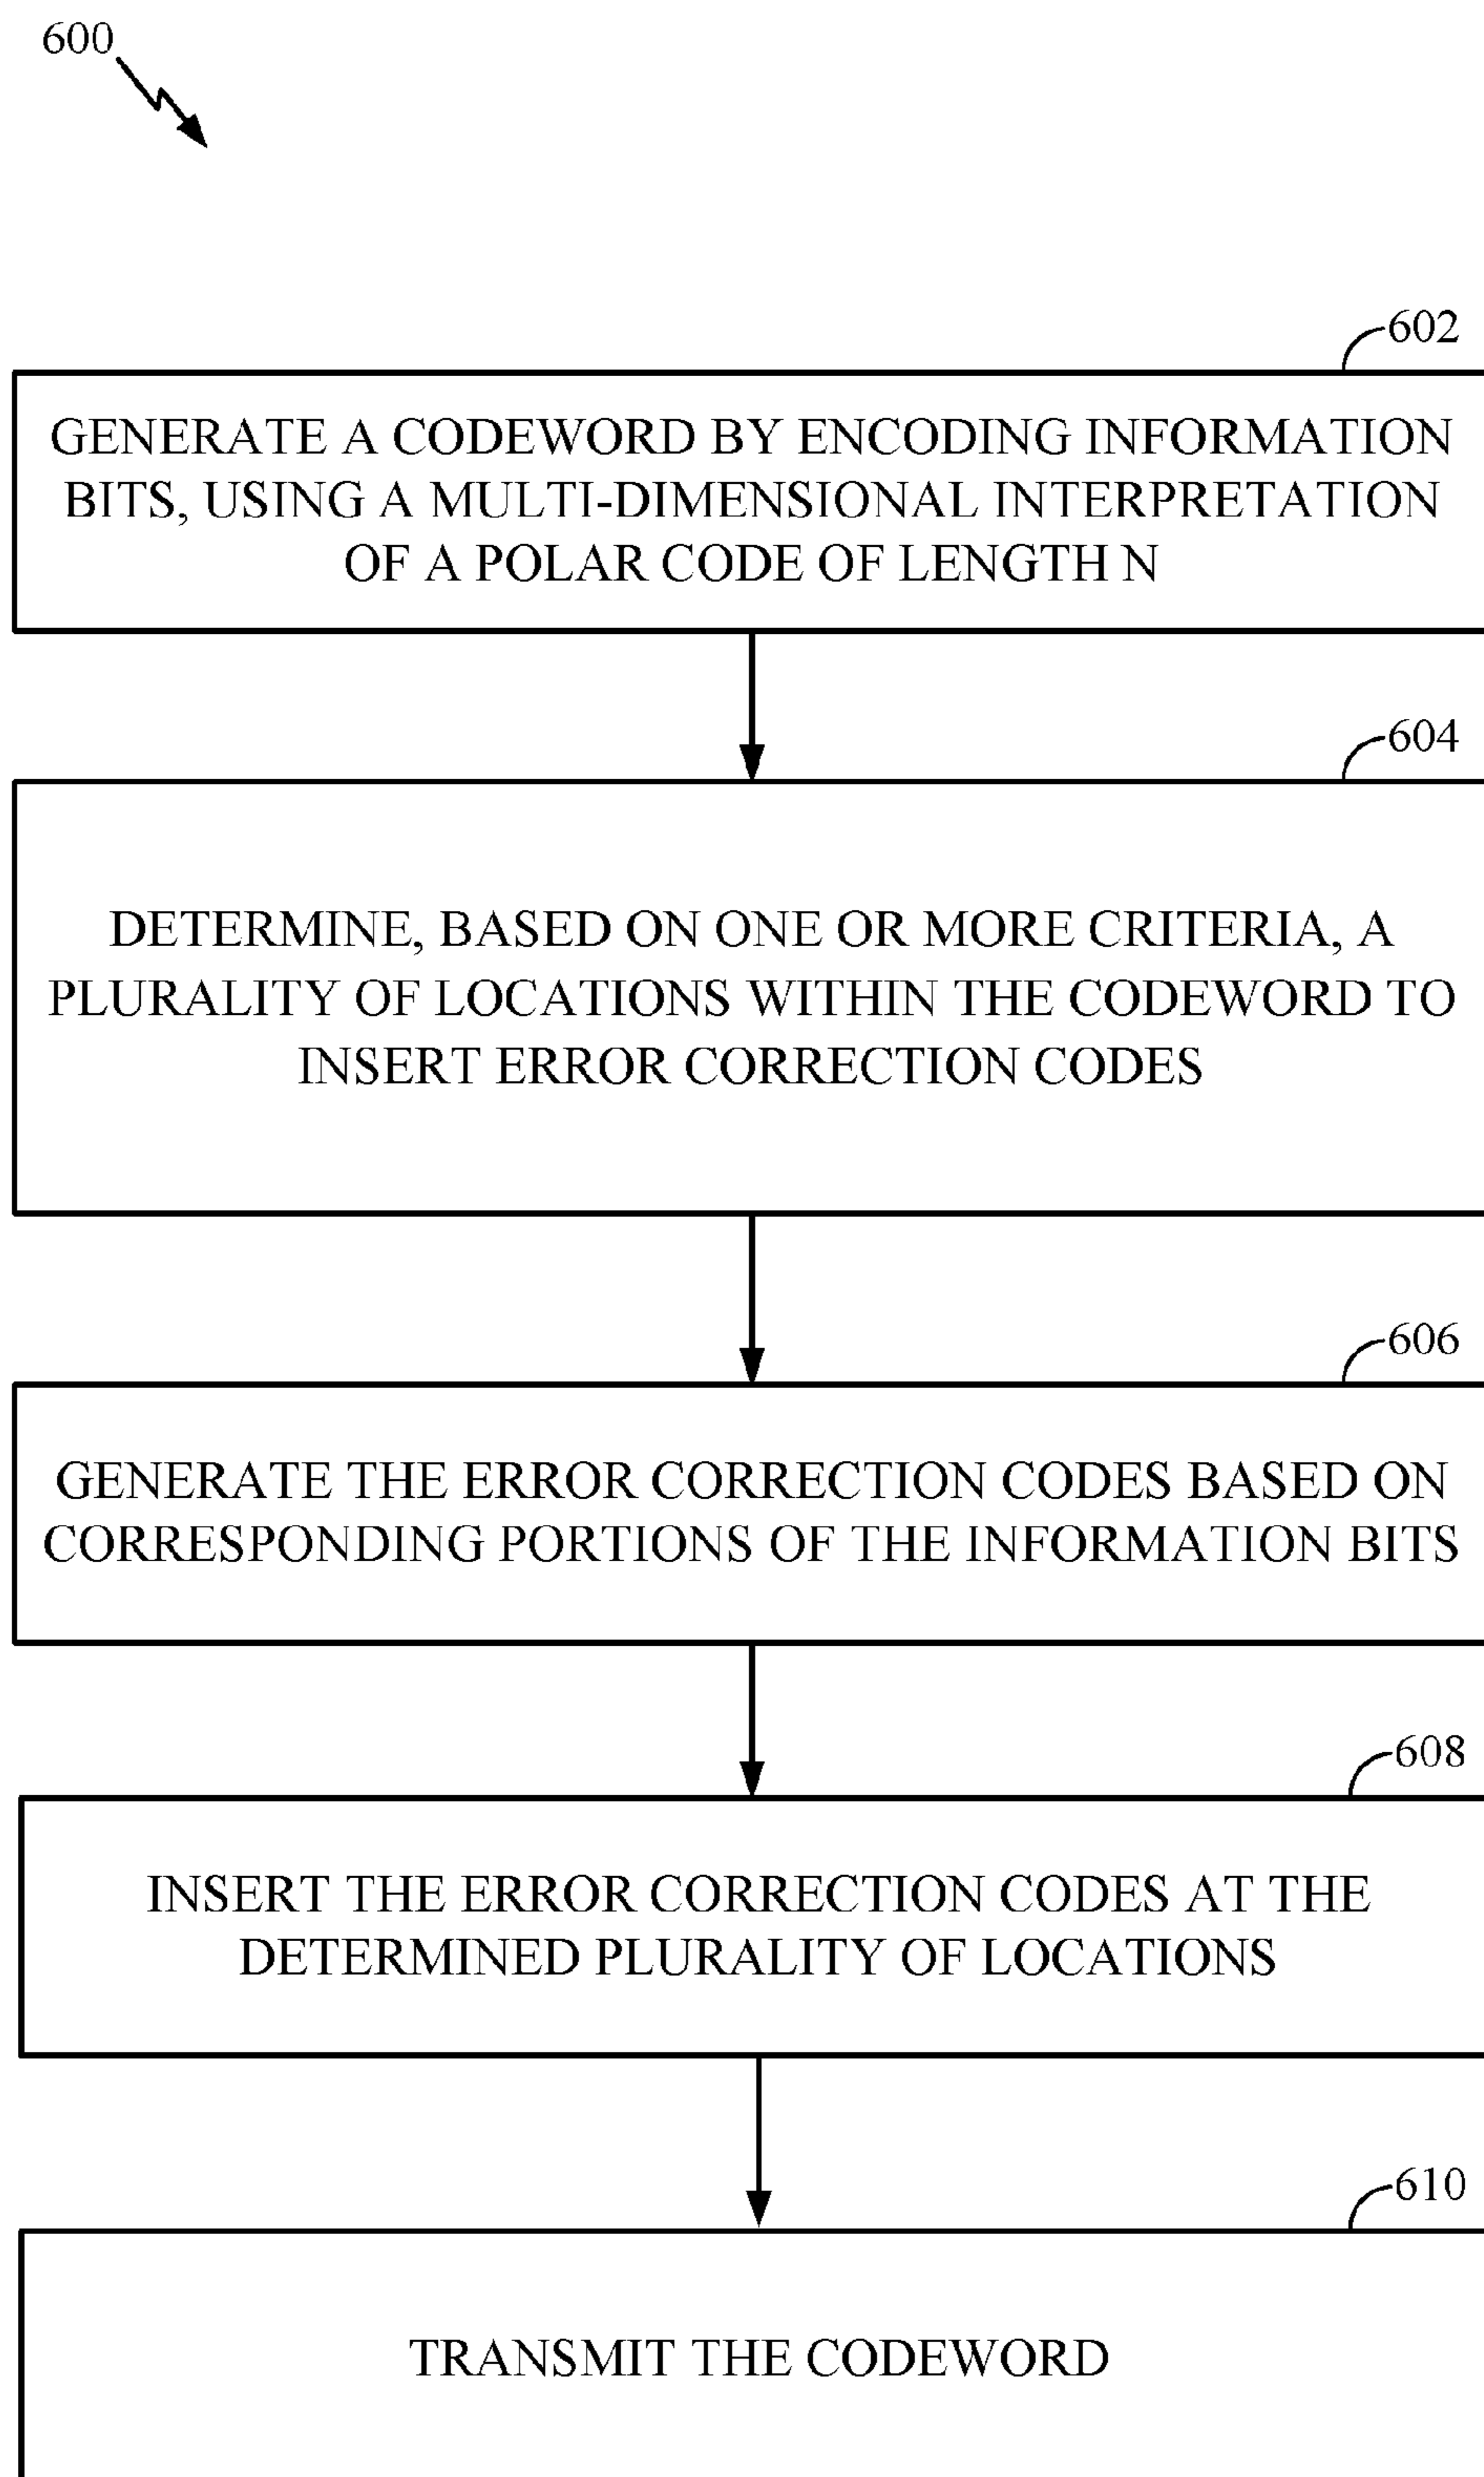 600
602
GENERATE A CODEWORD BY ENCODING INFORMATION
BITS, USING A MULTI-DIMENSIONAL INTERPRETATION
OF A POLAR CODE OF LENGTH N
604
DETERMINE, BASED ON ONE OR MORE CRITERIA, A
PLURALITY OF LOCATIONS WITHIN THE CODEWORD TO
INSERT ERROR CORRECTION CODES
606
GENERATE THE ERROR CORRECTION CODES BASED ON
CORRESPONDING PORTIONS OF THE INFORMATION BITS
608
INSERT THE ERROR CORRECTION CODES AT THE
DETERMINED PLURALITY OF LOCATIONS
610
TRANSMIT THE CODEWORD